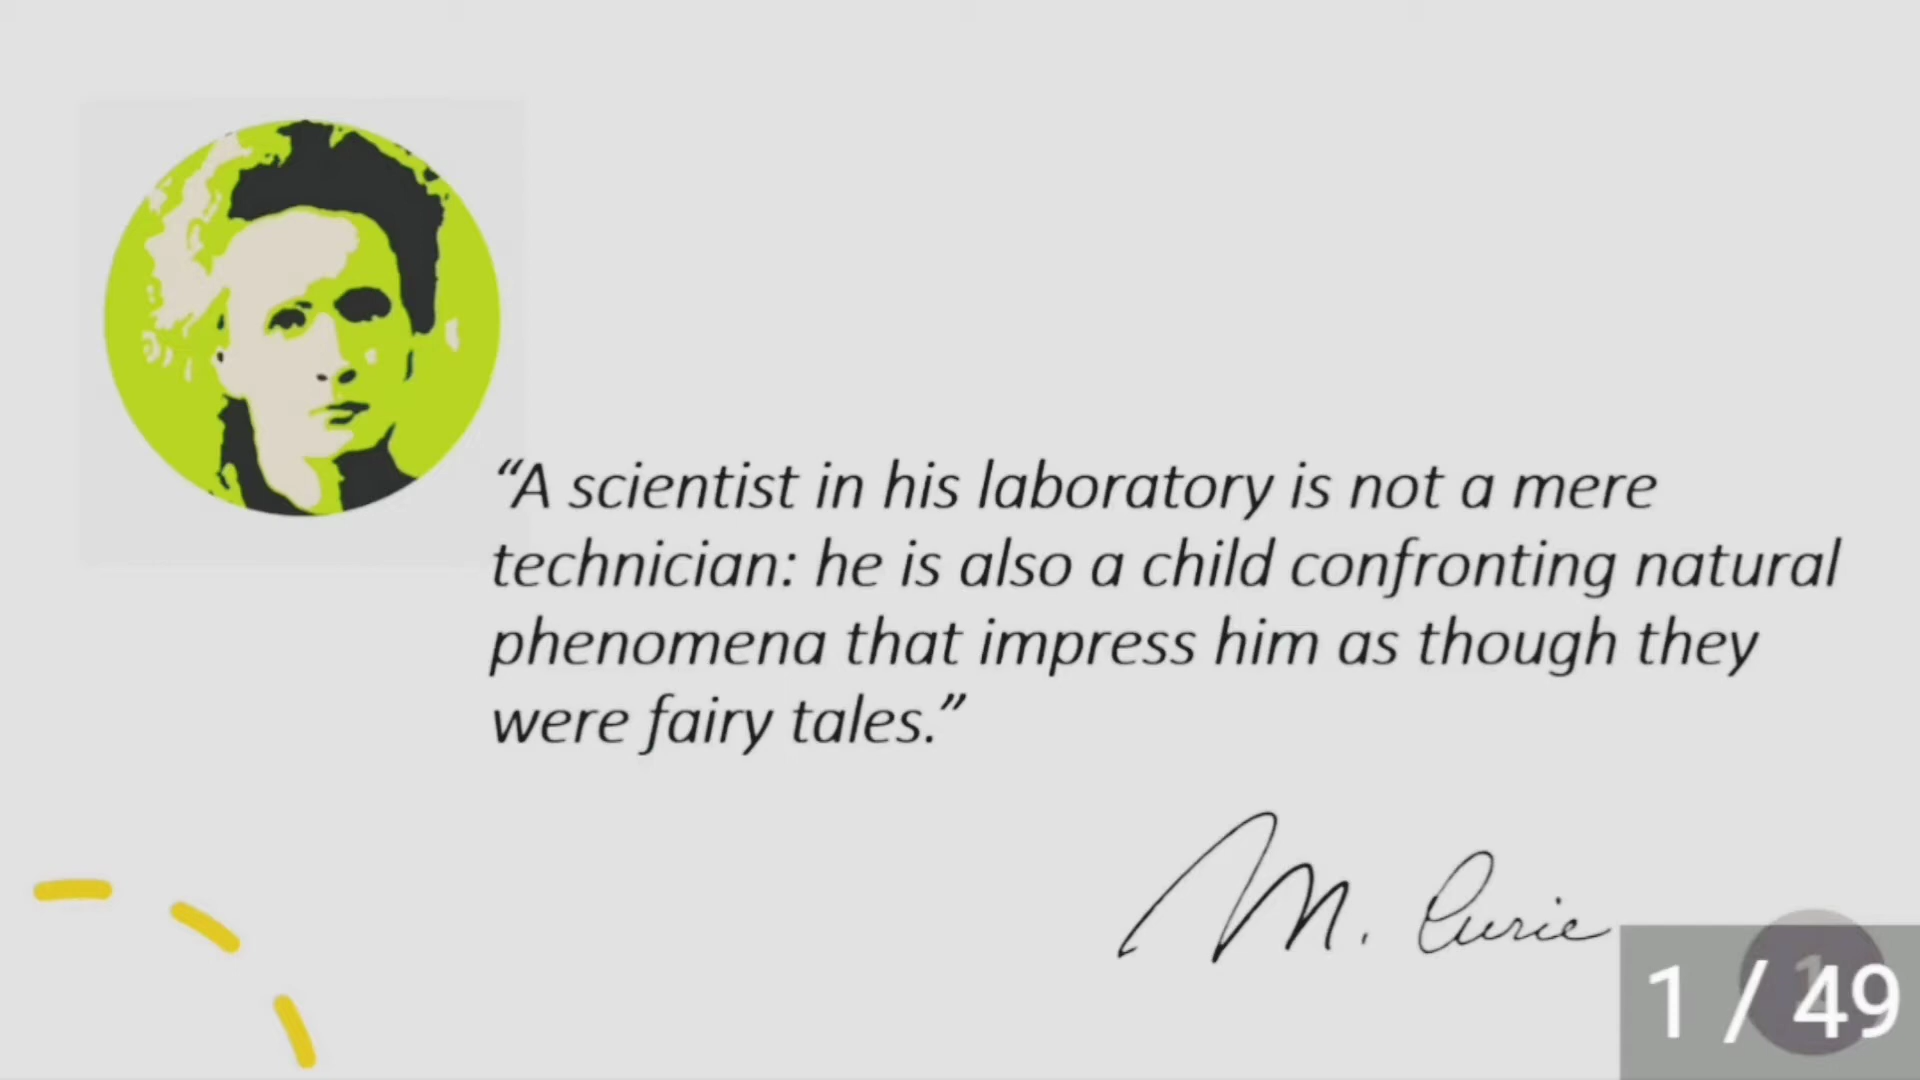 “A scientist in his laboratory is not a mere
technician: he is also a child confronting natural
phenomena that impress him as though they
were fairy tales.”
M. Curie
1 / 49
1